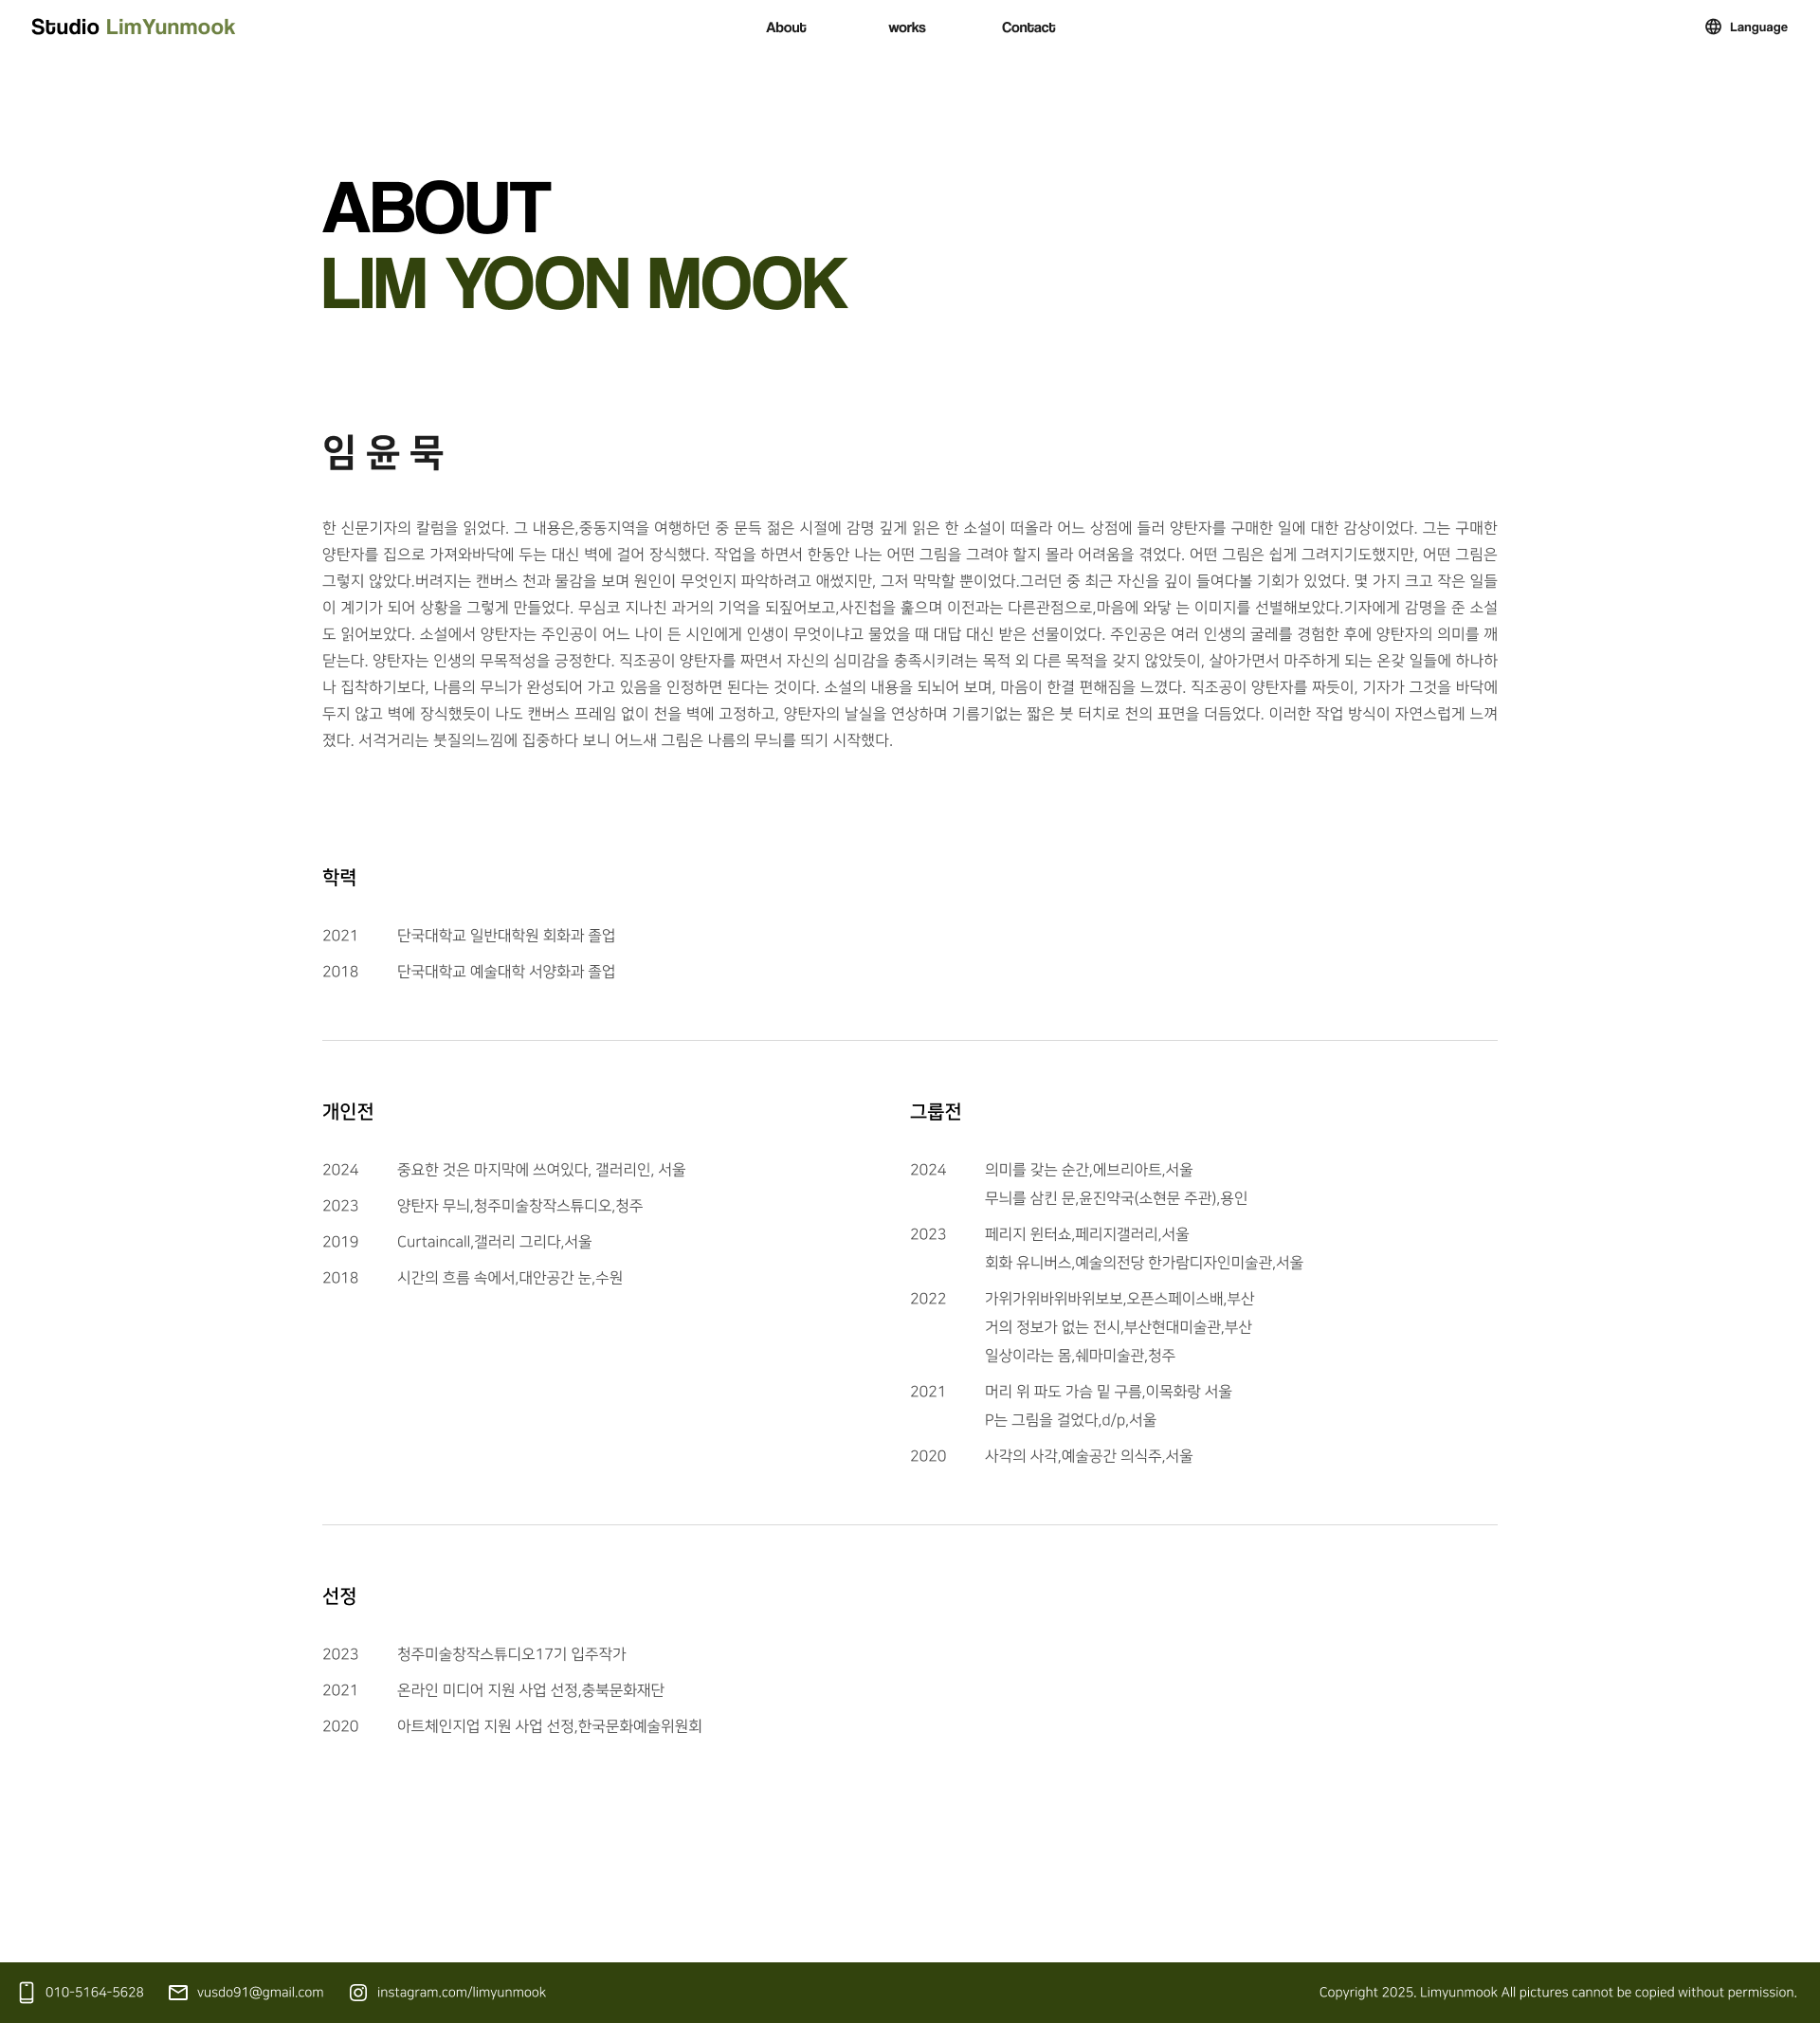 Studio LimYunmook
About
works
Contact
Language
ABOUT
LIM YOON MOOK
임 윤 묵
한 신문기자의 칼럼을 읽었다. 그 내용은,중동지역을 여행하던 중 문득 젊은 시절에 감명 깊게 읽은 한 소설이 떠올라 어느 상점에 들러 양탄자를 구매한 일에 대한 감상이었다. 그는 구매한
양탄자를 집으로 가져와바닥에 두는 대신 벽에 걸어 장식했다. 작업을 하면서 한동안 나는 어떤 그림을 그려야 할지 몰라 어려움을 겪었다. 어떤 그림은 쉽게 그려지기도했지만, 어떤 그림은
그렇지 않았다.버려지는 캔버스 천과 물감을 보며 원인이 무엇인지 파악하려고 애썼지만, 그저 막막할 뿐이었다.그러던 중 최근 자신을 깊이 들여다볼 기회가 있었다. 몇 가지 크고 작은 일들
이 계기가 되어 상황을 그렇게 만들었다. 무심코 지나친 과거의 기억을 되짚어보고,사진첩을 훑으며 이전과는 다른관점으로,마음에 와닿 는 이미지를 선별해보았다.기자에게 감명을 준 소설
도 읽어보았다. 소설에서 양탄자는 주인공이 어느 나이 든 시인에게 인생이 무엇이냐고 물었을 때 대답 대신 받은 선물이었다. 주인공은 여러 인생의 굴레를 경험한 후에 양탄자의 의미를 깨
닫는다. 양탄자는 인생의 무목적성을 긍정한다. 직조공이 양탄자를 짜면서 자신의 심미감을 충족시키려는 목적 외 다른 목적을 갖지 않았듯이, 살아가면서 마주하게 되는 온갖 일들에 하나하
나 집착하기보다, 나름의 무늬가 완성되어 가고 있음을 인정하면 된다는 것이다. 소설의 내용을 되뇌어 보며, 마음이 한결 편해짐을 느꼈다. 직조공이 양탄자를 짜듯이, 기자가 그것을 바닥에
두지 않고 벽에 장식했듯이 나도 캔버스 프레임 없이 천을 벽에 고정하고, 양탄자의 날실을 연상하며 기름기없는 짧은 붓 터치로 천의 표면을 더듬었다. 이러한 작업 방식이 자연스럽게 느껴
졌다. 서걱거리는 붓질의느낌에 집중하다 보니 어느새 그림은 나름의 무늬를 띄기 시작했다.
학력
2021 단국대학교 일반대학원 회화과 졸업
2018 단국대학교 예술대학 서양화과 졸업
개인전
2024 중요한 것은 마지막에 쓰여있다, 갤러리인, 서울
2023 양탄자 무늬,청주미술창작스튜디오,청주
2019 Curtaincall,갤러리 그리다,서울
2018 시간의 흐름 속에서,대안공간 눈,수원
그룹전
2024 의미를 갖는 순간,에브리아트,서울
무늬를 삼킨 문,윤진약국(소현문 주관),용인
2023 페리지 윈터쇼,페리지갤러리,서울
회화 유니버스,예술의전당 한가람디자인미술관,서울
2022 가위가위바위바위보보,오픈스페이스배,부산
거의 정보가 없는 전시,부산현대미술관,부산
일상이라는 몸,쉐마미술관,청주
2021 머리 위 파도 가슴 밑 구름,이목화랑 서울
P는 그림을 걸었다,d/p,서울
2020 사각의 사각,예술공간 의식주,서울
선정
2023 청주미술창작스튜디오17기 입주작가
2021 온라인 미디어 지원 사업 선정,충북문화재단
2020 아트체인지업 지원 사업 선정,한국문화예술위원회
010-5164-5628
vusdo91@gmail.com
instagram.com/limyunmook
Copyright 2025. Limyunmook All pictures cannot be copied without permission.